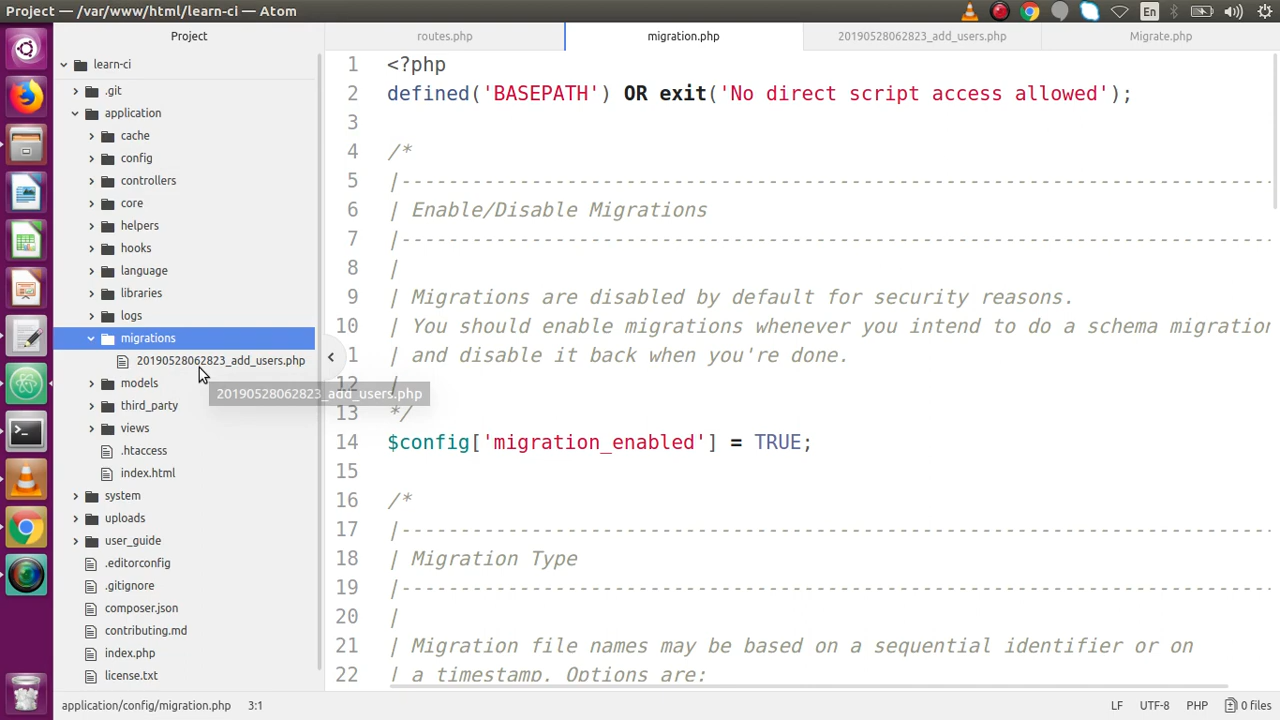 Project — /var/www/html/learn-ci — Atom
En
Project
routes.php
migration.php
20190528062823_add_users.php
Migrate.php
learn-ci
.git
application
cache
config
controllers
core
helpers
hooks
language
libraries
logs
migrations
20190528062823_add_users.php
20190528062823_add_users.php
models
third_party
views
.htaccess
index.html
system
uploads
user_guide
.editorconfig
.gitignore
composer.json
contributing.md
index.php
license.txt
1 <?php
2 defined('BASEPATH') OR exit('No direct script access allowed');
3
4 /*
5 |--------------------------------------------------------------------------
6 | Enable/Disable Migrations
7 |--------------------------------------------------------------------------
8 |
9 | Migrations are disabled by default for security reasons.
10 | You should enable migrations whenever you intend to do a schema migration
1 | and disable it back when you're done.
12 |
13 */
14 $config['migration_enabled'] = TRUE;
15
16 /*
17 |--------------------------------------------------------------------------
18 | Migration Type
19 |--------------------------------------------------------------------------
20 |
21 | Migration file names may be based on a sequential identifier or on
22 | a timestamp. Options are:
application/config/migration.php 3:1
LF UTF-8 PHP 0 files